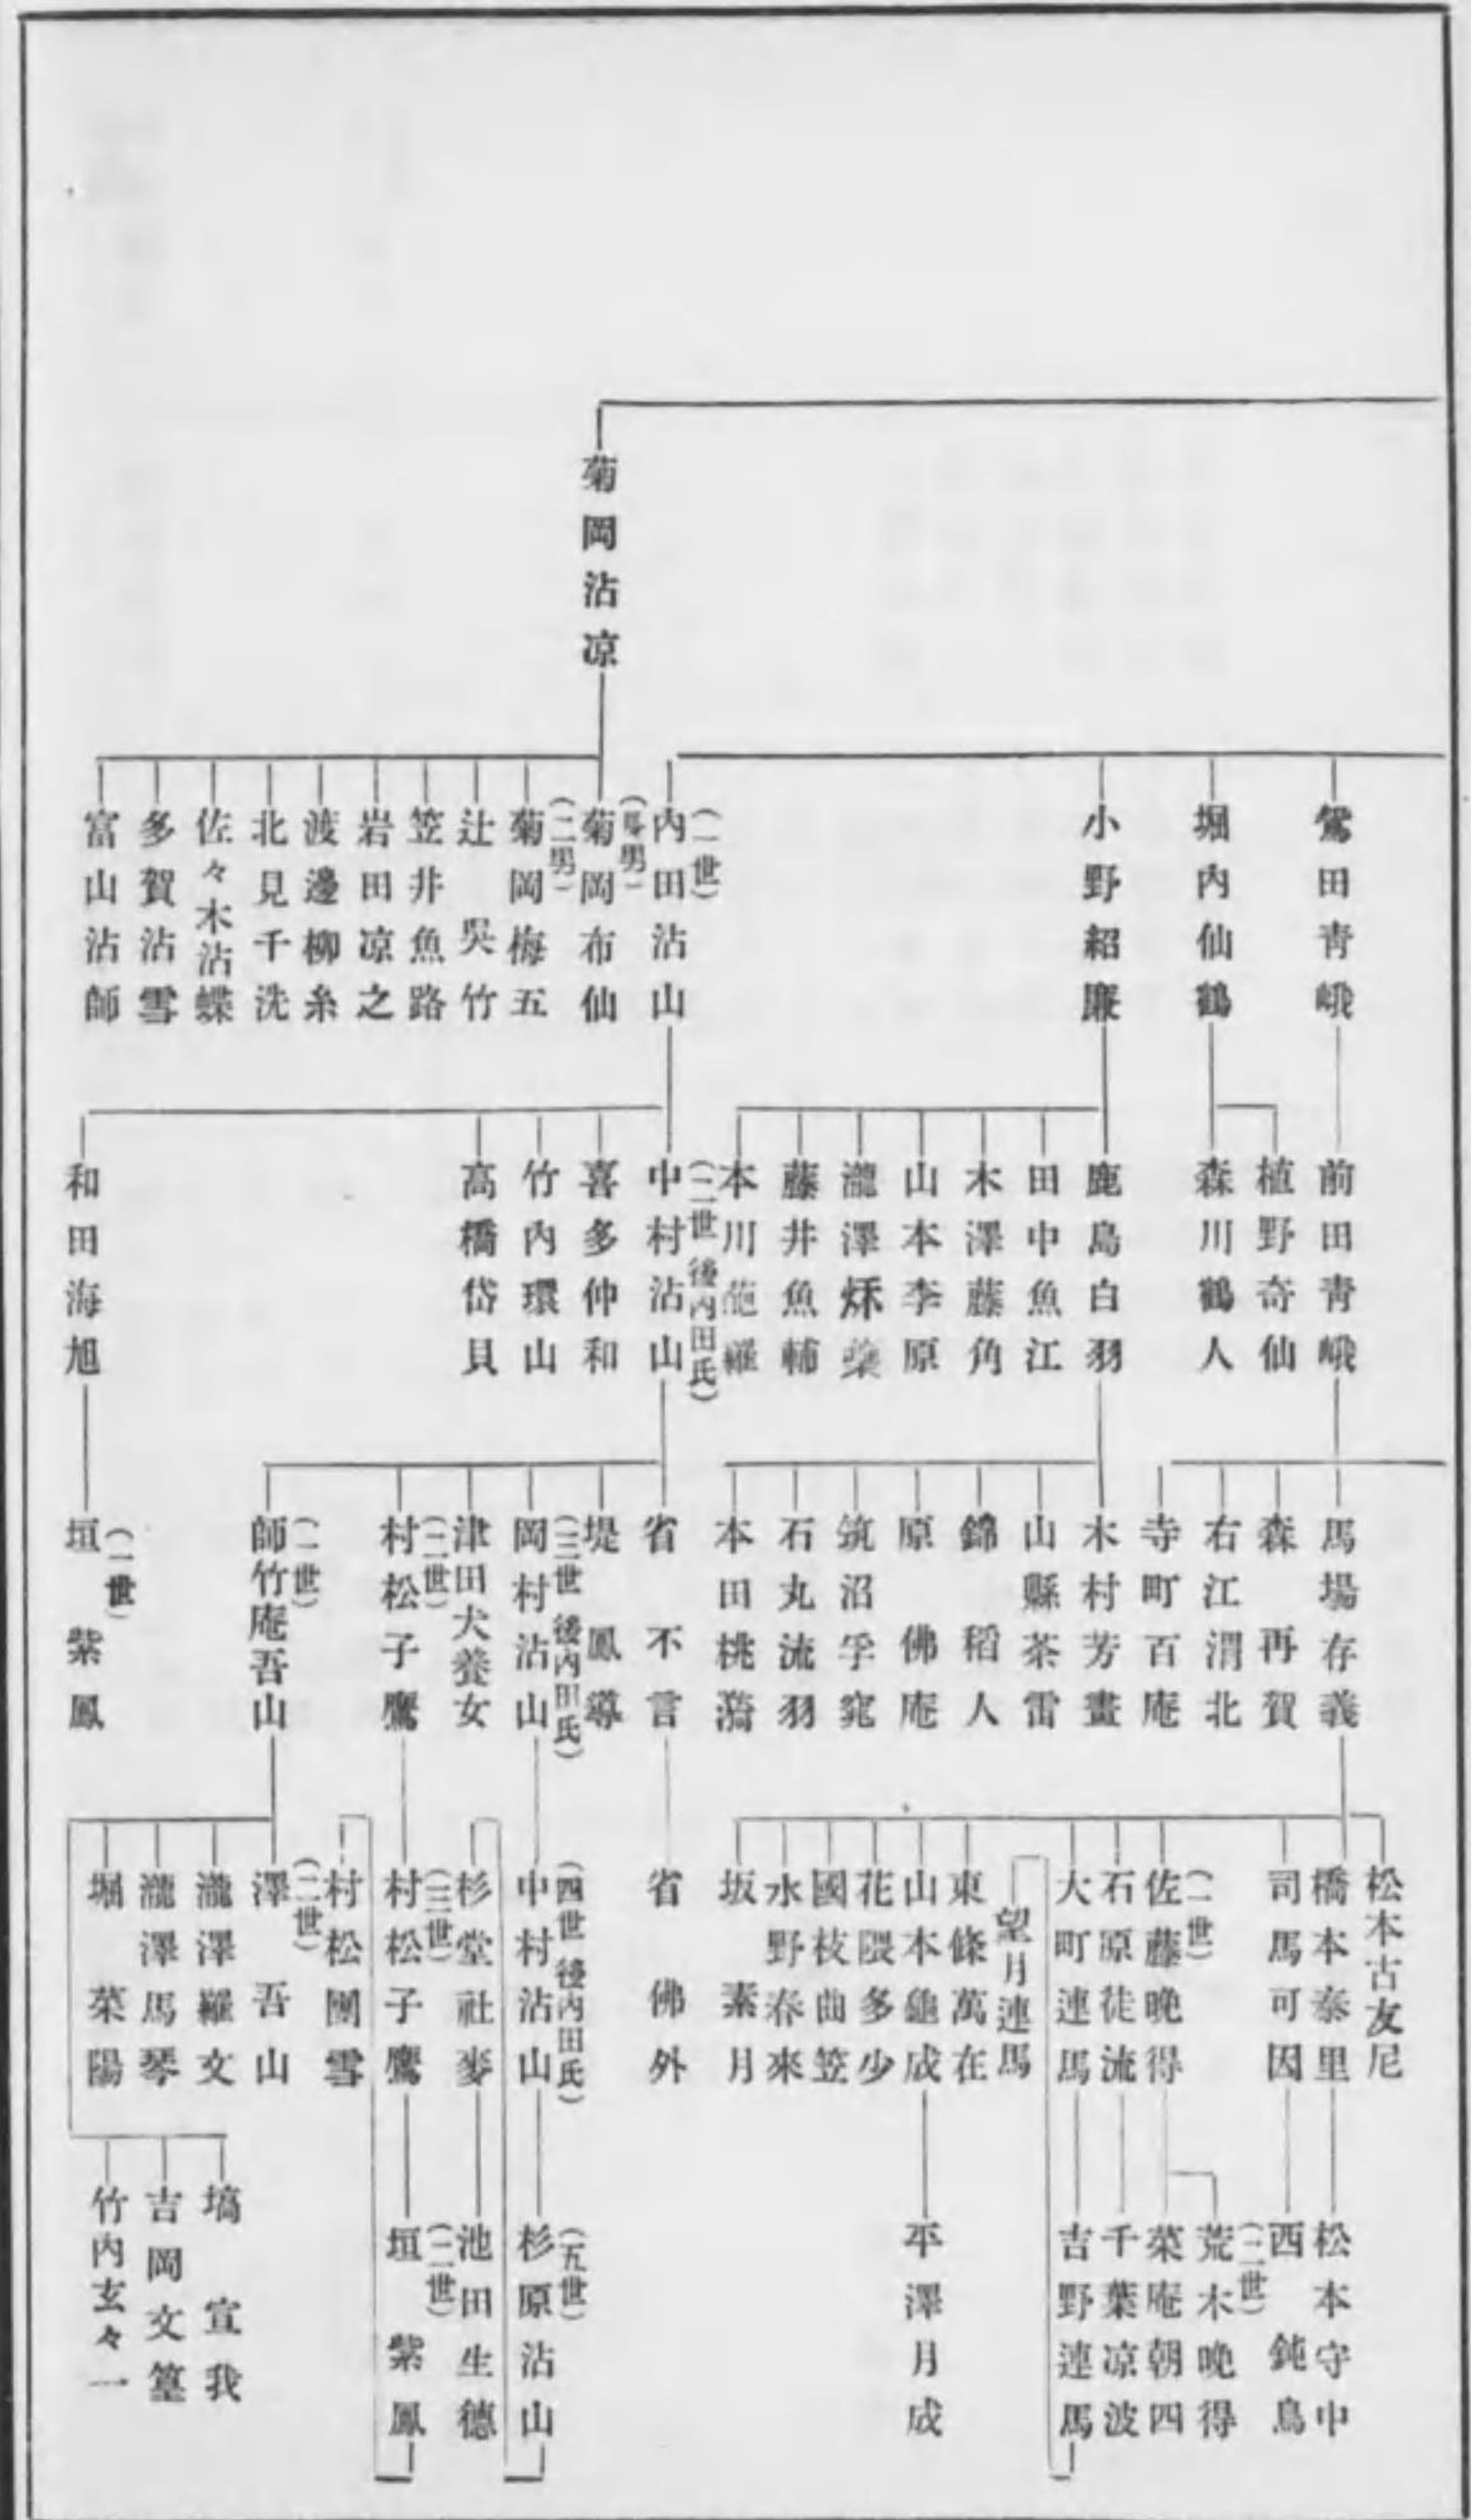 菊岡沾凉
鴛田靑峨
堀内仙鶴
小野紹廉
(一世)
内田沾山
菊岡布仙
(二男)
菊岡梅五
辻吳竹
笠井魚路
岩田凉之
渡邊柳糸
北見千洗
佐々木沾蝶
多賀沾雪
富山沾師
前田靑峨
植野奇仙
森川鶴人
鹿島白羽
田中魚江
木澤藤角
山本李原
瀧澤
藤井魚輔
本川
(二世 後内田氏)
中村沾山
喜多仲和
竹内環山
高橋岱貝
和田海旭
馬場存義
森再賀
右江渭北
寺町百庵
木村芳畫
山縣茶雷
錦稻人
原佛庵
筑沼孚窕
石丸流羽
本田桃
省不言
堤鳳導
(三世 後内田氏)
岡村沾山
津田犬養女
(二世)
村松子鷹
(一世)
師竹庵吾山
(一世)
垣紫鳳
松本古友尼
橋本泰里
司馬可因
(一世)
佐藤晩得
石原徒流
大町連馬
望月連馬
東條萬在
山本龜成
花隈多少
國枝曲笠
水野春來
坂素月
省佛外
(四世 後内田氏)
中村沾山
杉堂社麥
(三世)
村松子鷹
村松團雪
(二世)
澤吾山
瀧澤羅文
瀧澤馬琴
堀菜陽
松本守中
西鈍鳥
(二世)
荒木晩得
菜庵朝四
千葉凉波
吉野連馬
平澤月成
(五世)
杉原沾山
池田生德
(二世)
垣紫鳳
塙宣我
吉岡文篁
竹内玄々一